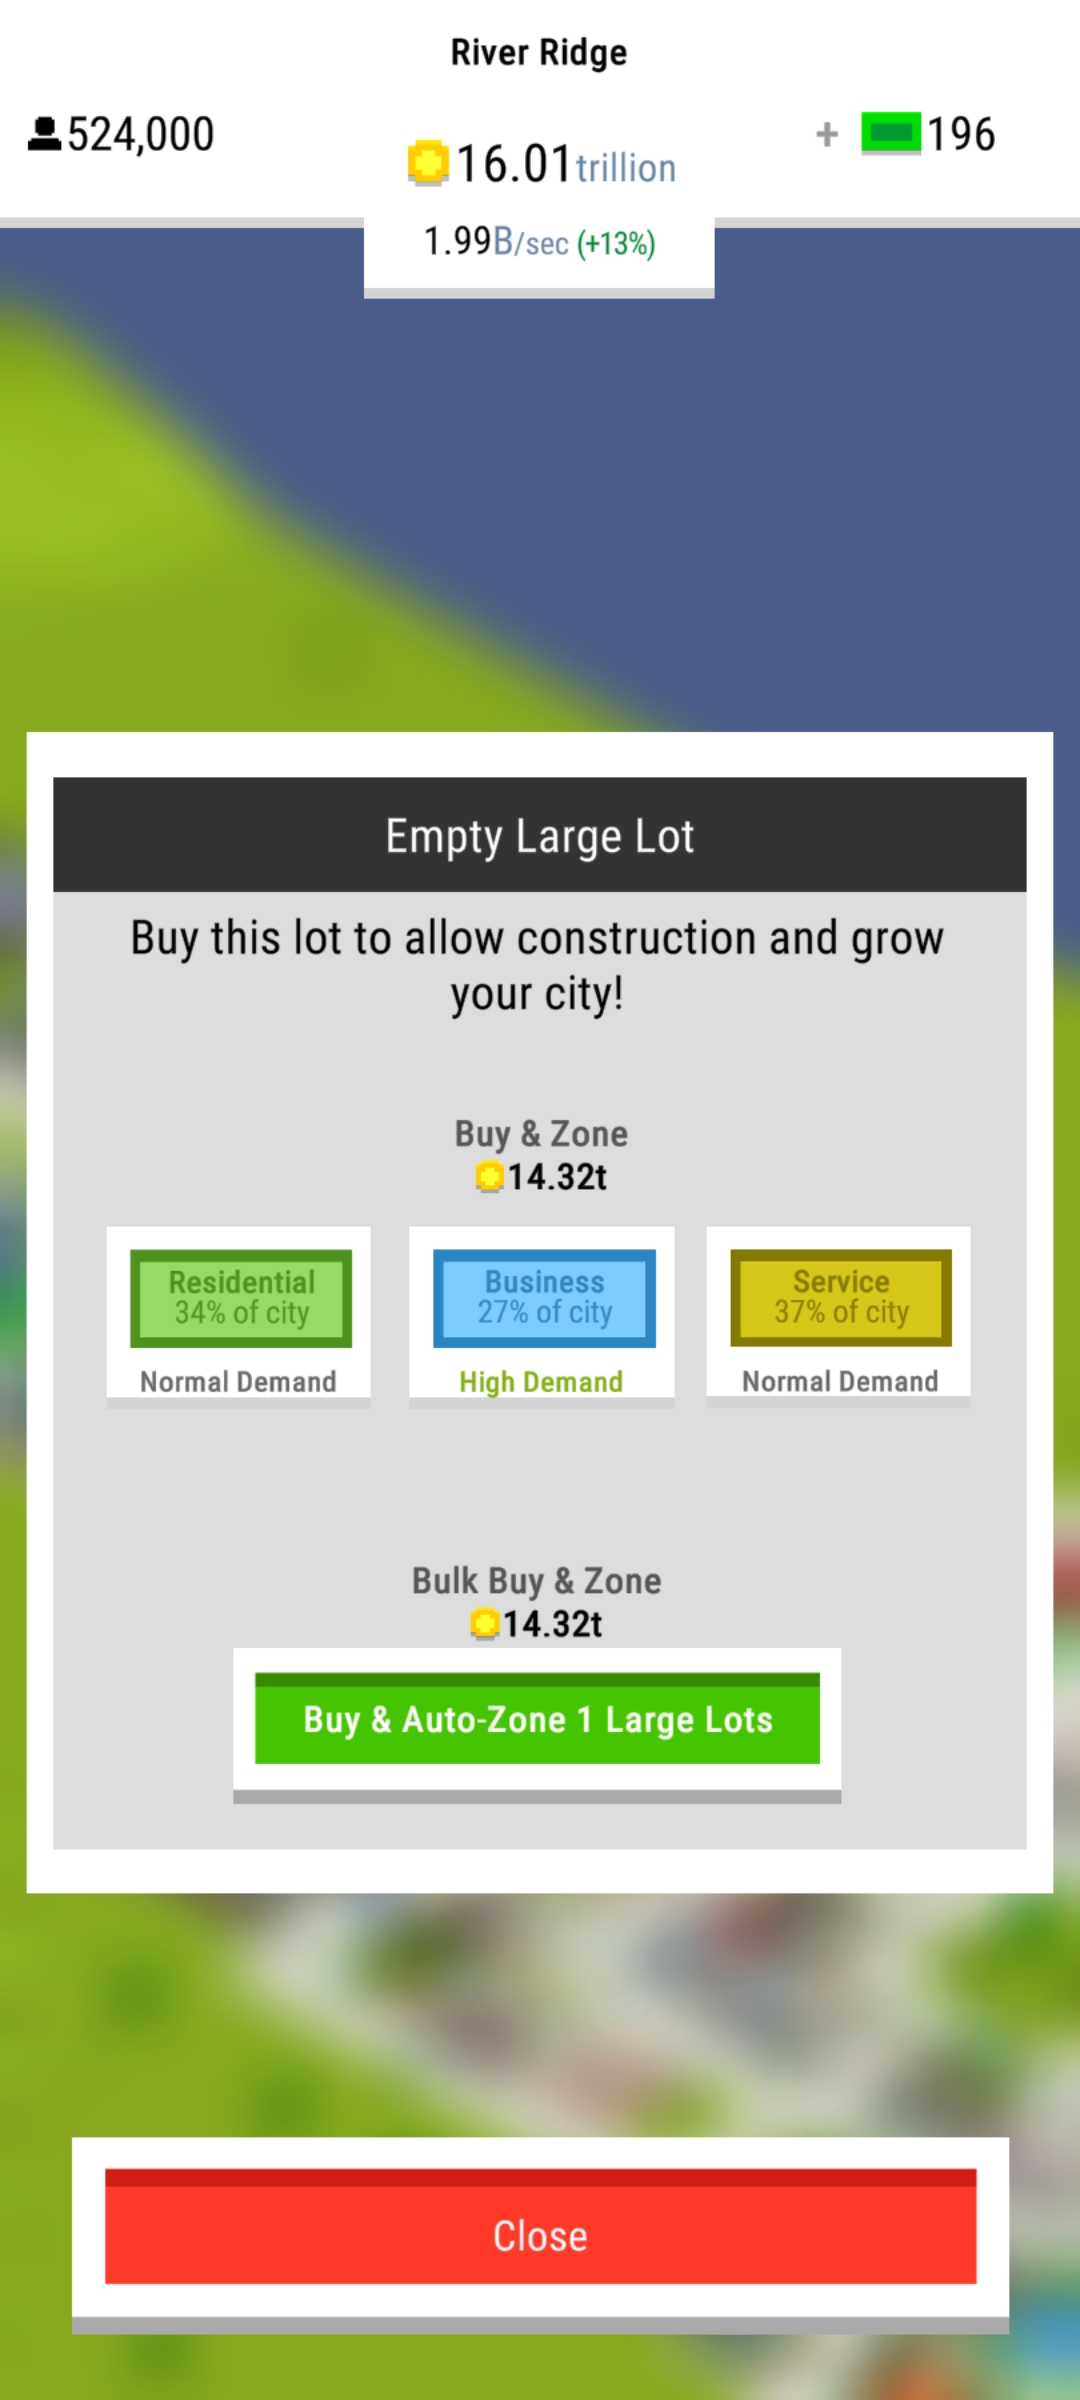 River Ridge
524,000
16.01trillion
+ 196
1.99B/sec (+13%)
Empty Large Lot
Buy this lot to allow construction and grow
your city!
Buy & Zone
14.32t
Residential
34% of city
Normal Demand
Business
27% of city
High Demand
Service
37% of city
Normal Demand
Bulk Buy & Zone
14.32t
Buy & Auto-Zone 1 Large Lots
Close